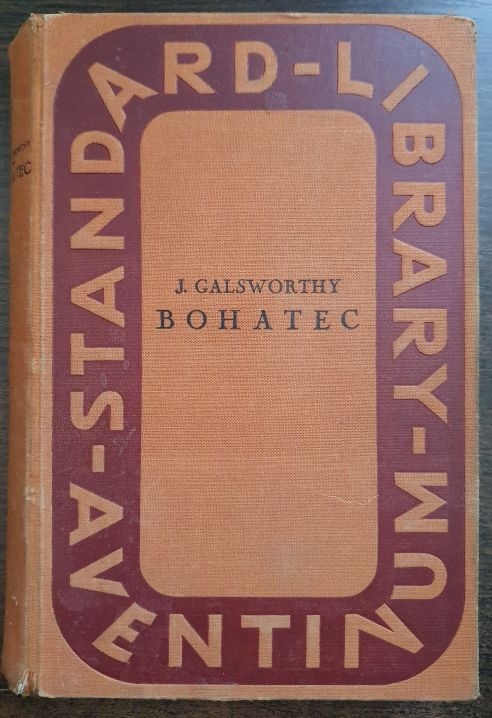 STANDARD-LIBRARY-
AVENTINUM-
J. GALSWORTHY
BOHATEC